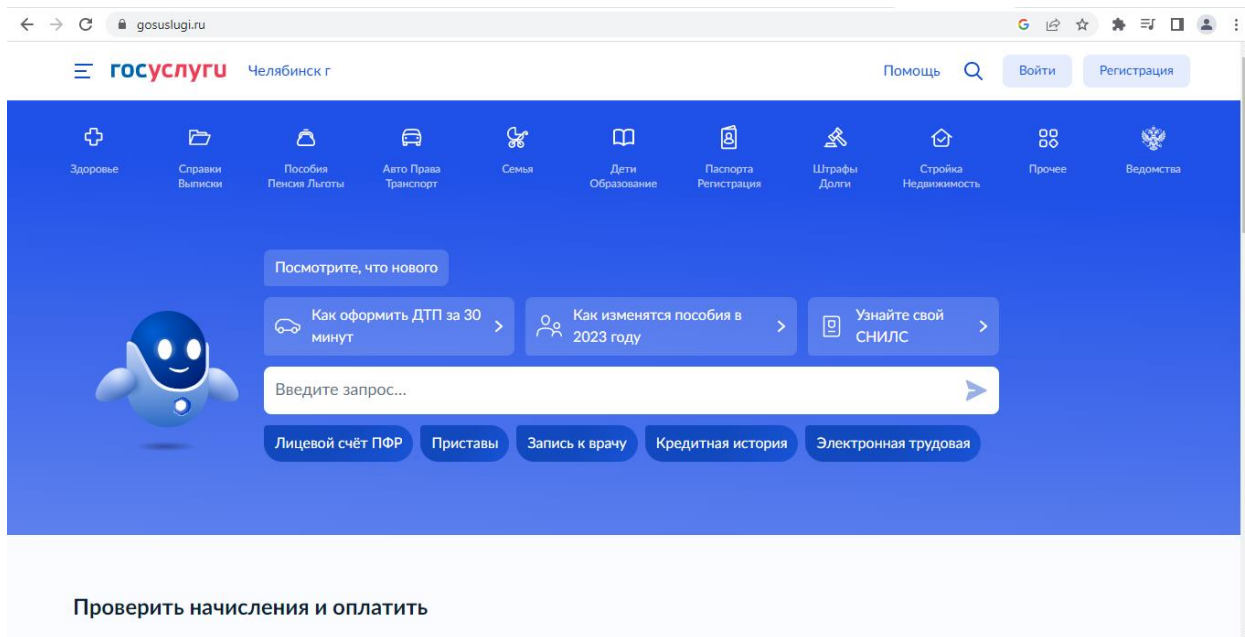 gosuslugi.ru
госуслуги Челябинск г Помощь Войти Регистрация
Здоровье
Справки
Выписки
Пособия
Пенсия Льготы
Авто Права
Транспорт
Семья
Дети
Образование
Паспорта
Регистрация
Штрафы
Долги
Стройка
Недвижимость
Прочее
Ведомства
Посмотрите, что нового
Как оформить ДТП за 30
минут
Как изменятся пособия в
2023 году
Узнайте свой
СНИЛС
Введите запрос...
Лицевой счёт ПФР Приставы Запись к врачу Кредитная история Электронная трудовая
Проверить начисления и оплатить